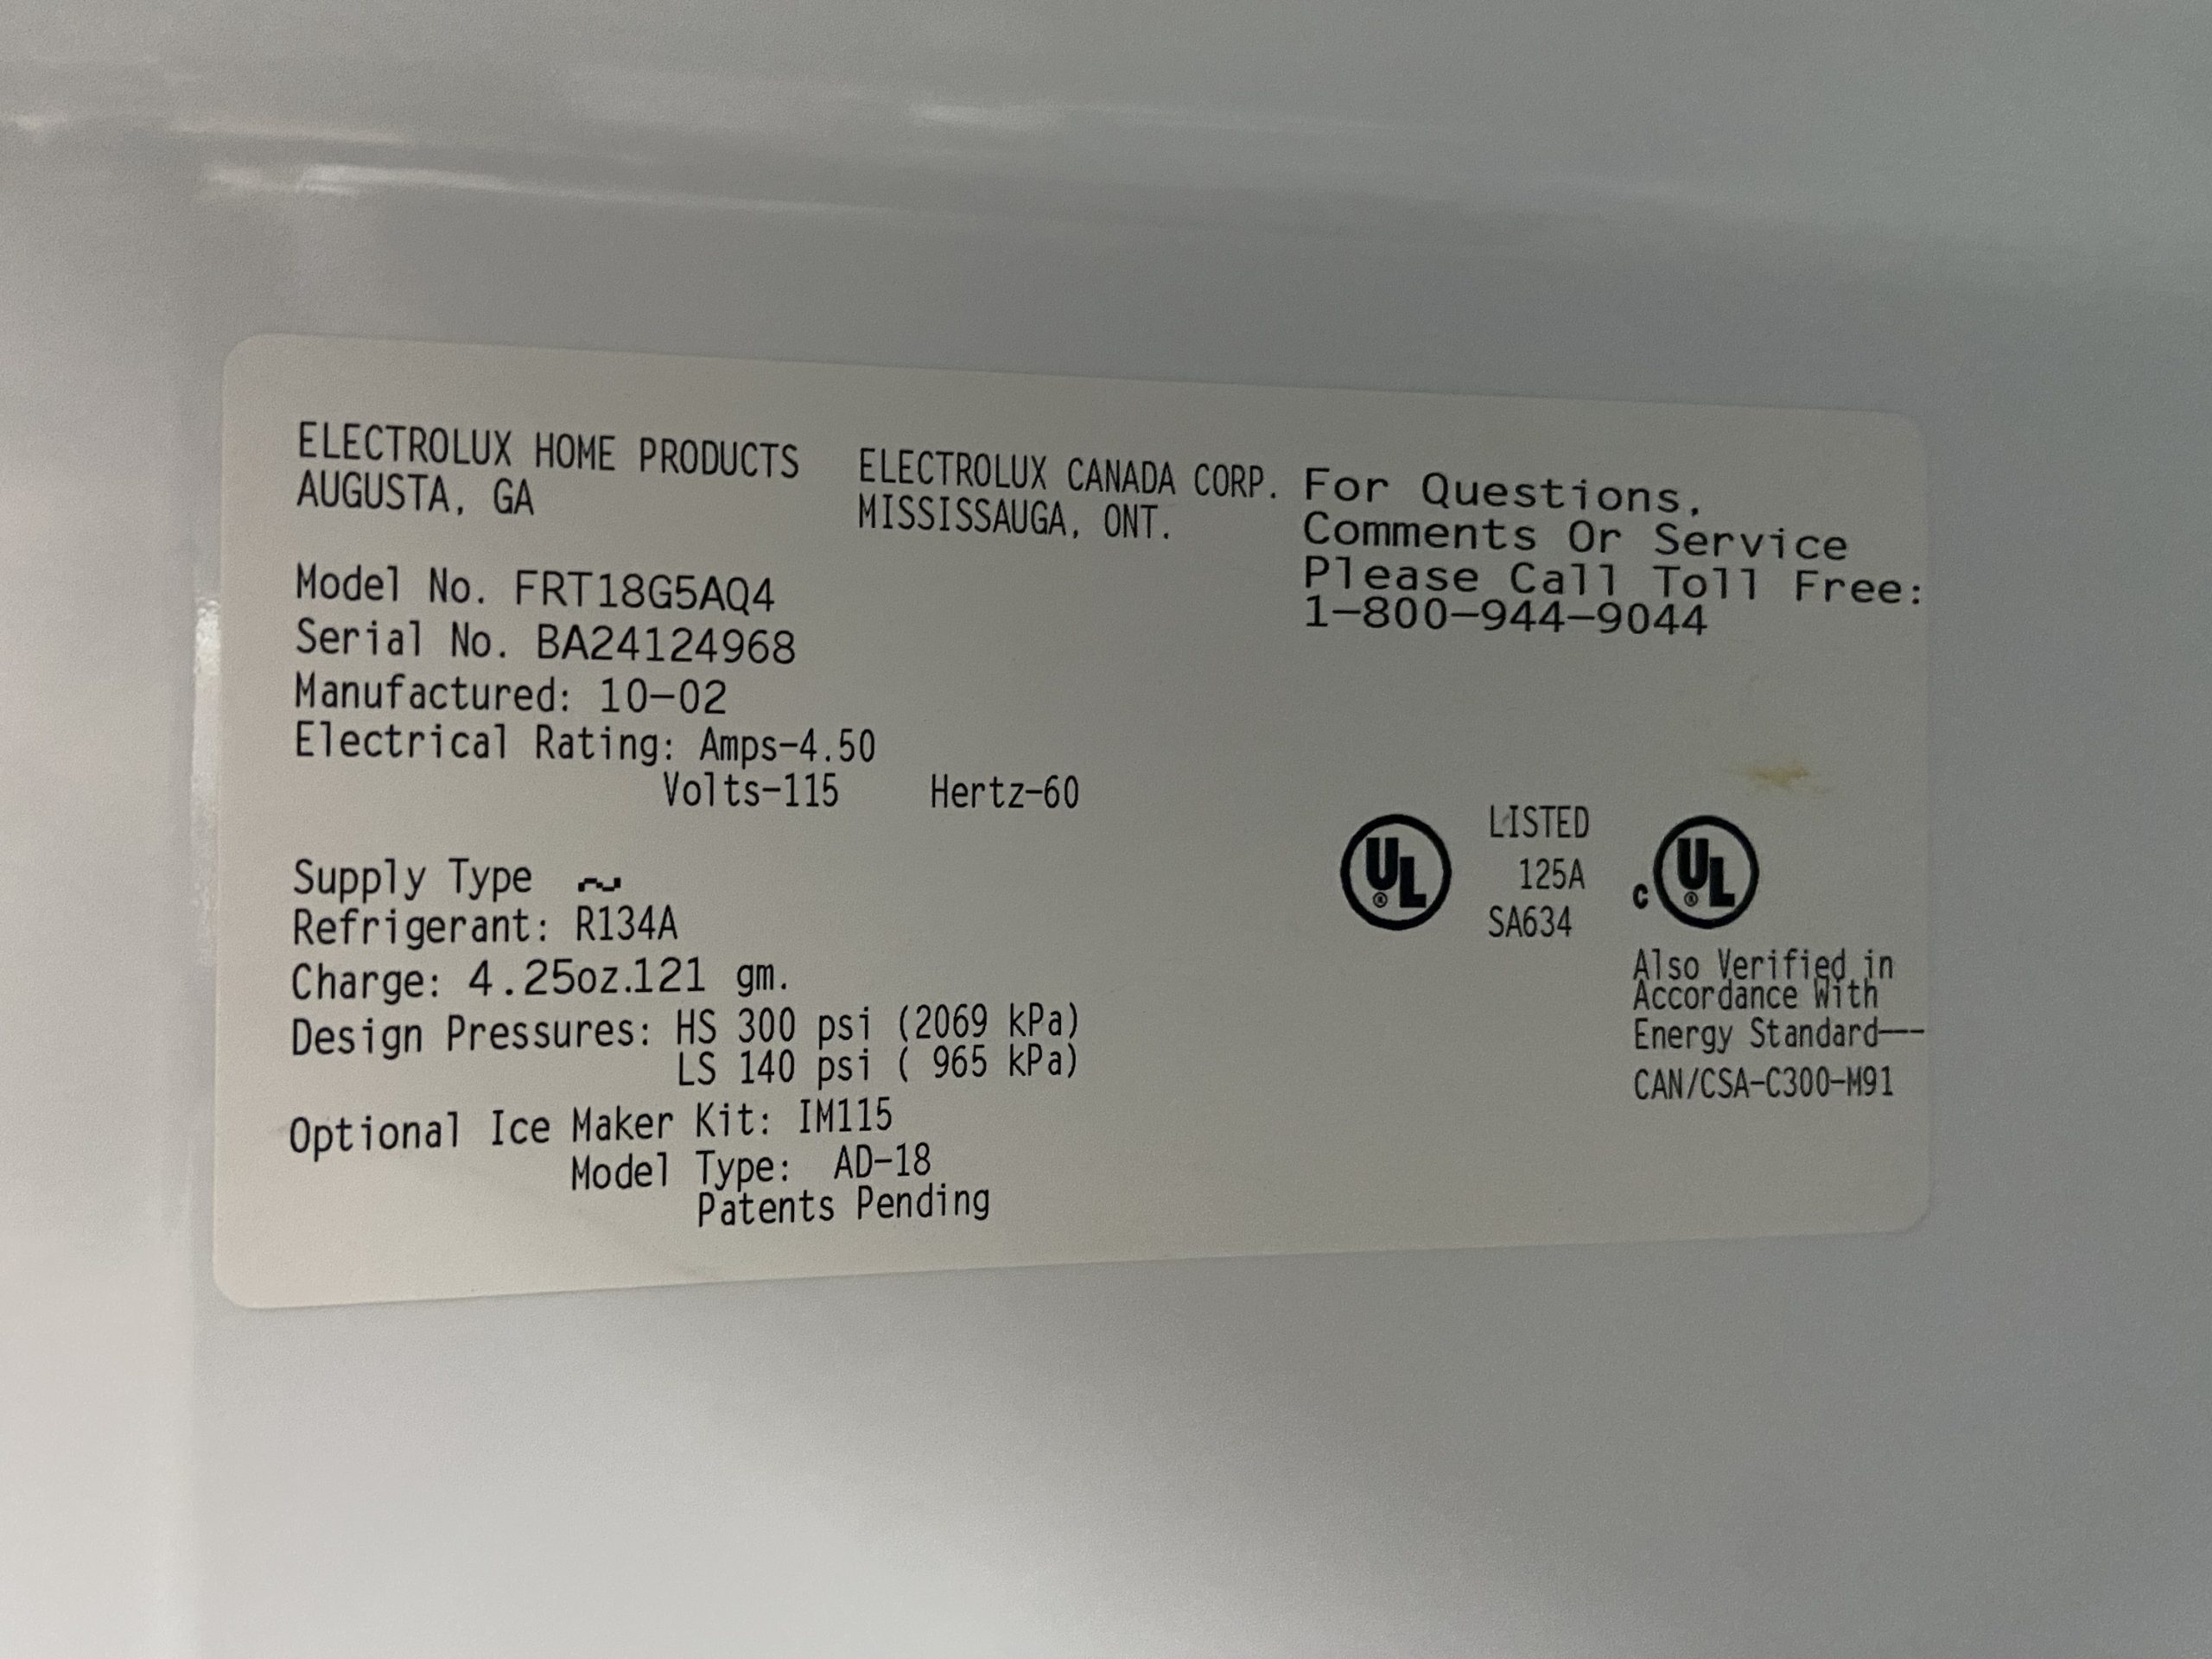 ELECTROLUX HOME PRODUCTS
AUGUSTA, GA
ELECTROLUX CANADA CORP.
MISSISSAUGA, ONT.
For Questions,
Comments Or Service
Please Call Toll Free:
1-800-944-9044
Model No. FRT18G5AQ4
Serial No. BA24124968
Manufactured: 10-02
Electrical Rating: Amps-4.50
Volts-115 Hertz-60
Supply Type ~
Refrigerant: R134A
Charge: 4.25oz.121 gm.
Design Pressures: HS 300 psi (2069 kPa)
LS 140 psi ( 965 kPa)
Optional Ice Maker Kit: IM115
Model Type: AD-18
Patents Pending
UL®
LISTED
125A
SA634
c UL®
Also Verified in
Accordance With
Energy Standard---
CAN/CSA-C300-M91